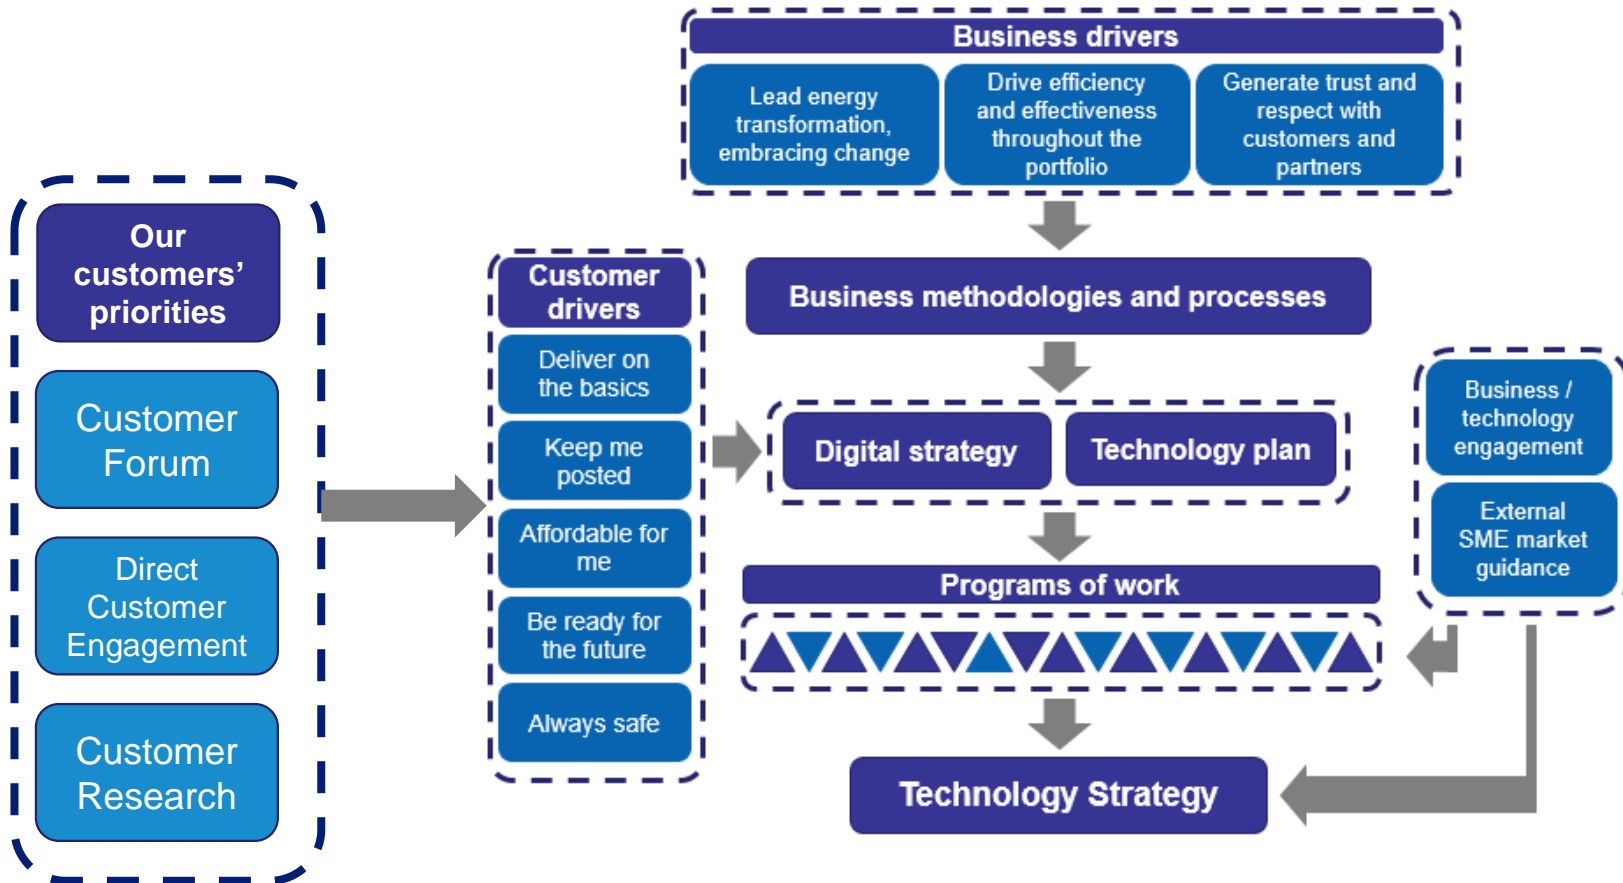 Business drivers
Lead energy
transformation,
embracing change
Drive efficiency
and effectiveness
throughout the
portfolio
Generate trust and
respect with
customers and
partners
Our
customers’
priorities
Customer
Forum
Direct
Customer
Engagement
Customer
Research
Customer
drivers
Deliver on
the basics
Keep me
posted
Affordable for
me
Be ready for
the future
Always safe
Business methodologies and processes
Digital strategy
Technology plan
Programs of work
Technology Strategy
Business /
technology
engagement
External
SME market
guidance